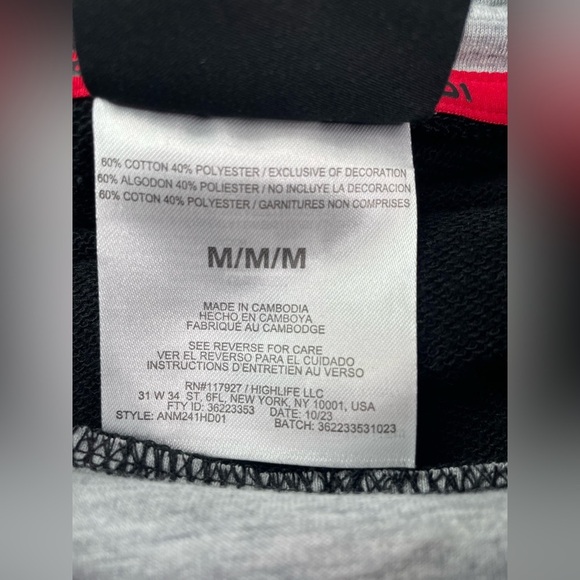 60% COTTON 40% POLYESTER / EXCLUSIVE OF DECORATION
60% ALGODON 40% POLYESTER / NO INCLUYE LA DECORACION
60% COTON 40% POLYESTER / GARNITURES NON COMPRISES
M/M/M
MADE IN CAMBODIA
HECHO EN CAMBOYA
FABRIQUÉ AU CAMBODGE
SEE REVERSE FOR CARE
VER EL REVERSO PARA EL CUIDADO
INSTRUCTIONS D'ENTRETIEN AU VERSO
RN#117927 / HIGHLIFE LLC
31 W 34 ST, 6FL, NEW YORK, NY 10001, USA
FTY ID: 36223353 DATE: 10/23
STYLE: ANM241HD01 BATCH: 362233531023